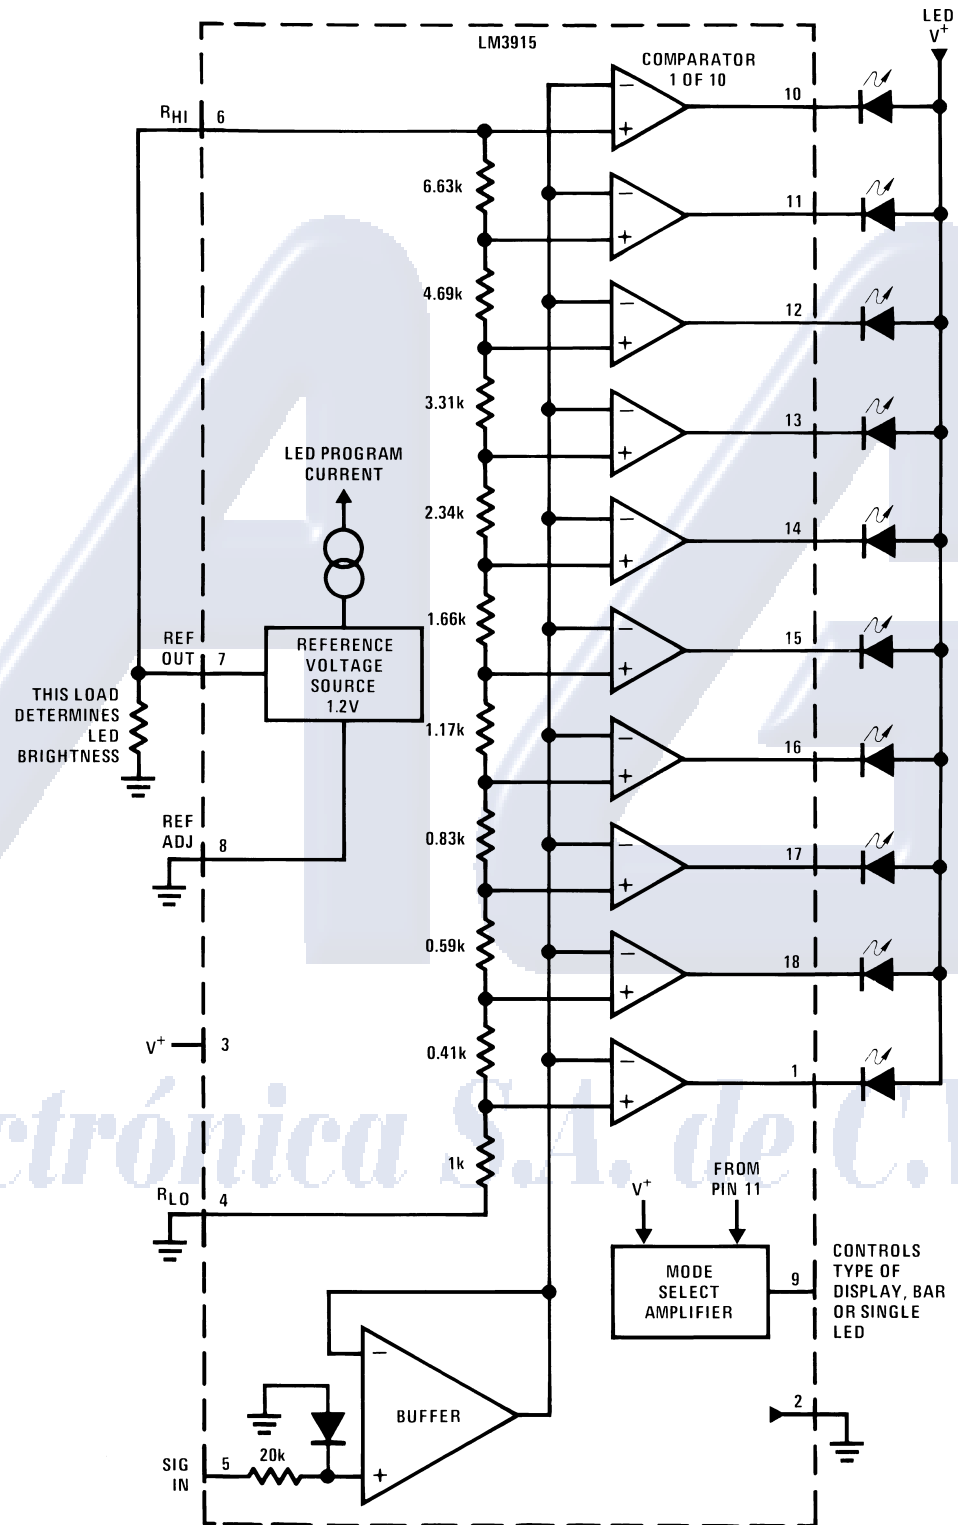 LED
V+
LM3915
COMPARATOR
1 OF 10
RHI
6
10
6.63k
11
4.69k
12
3.31k
13
LED PROGRAM
CURRENT
2.34k
14
1.66k
15
REF
OUT
7
REFERENCE
VOLTAGE
SOURCE
1.2V
THIS LOAD
DETERMINES
LED
BRIGHTNESS
1.17k
16
REF
ADJ
8
0.83k
17
0.59k
18
V+
3
0.41k
1
ctrónica S.A. de C.V
1k
RLO
4
V+
FROM
PIN 11
MODE
SELECT
AMPLIFIER
9
CONTROLS
TYPE OF
DISPLAY, BAR
OR SINGLE
LED
BUFFER
2
SIG
IN
5
20k